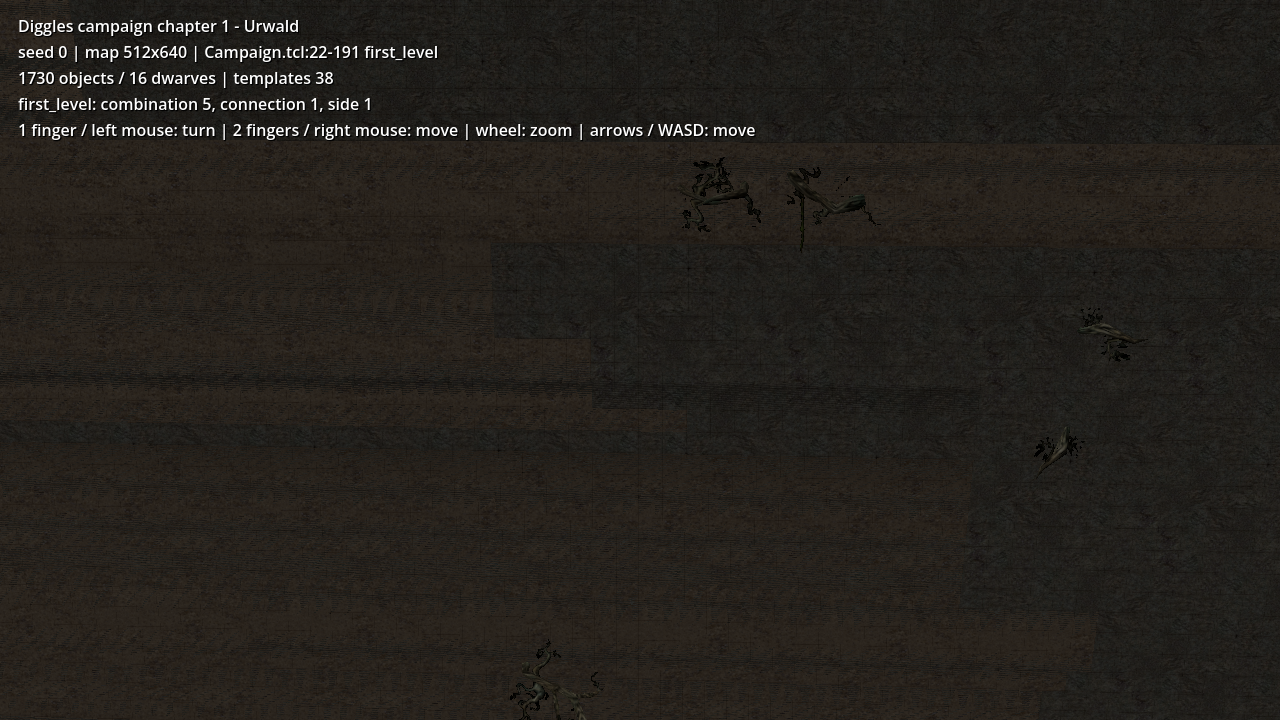 Diggles campaign chapter 1 - Urwald
seed 0 | map 512x640 | Campaign.tcl:22-191 first_level
1730 objects / 16 dwarves | templates 38
first_level: combination 5, connection 1, side 1
1 finger / left mouse: turn | 2 fingers / right mouse: move | wheel: zoom | arrows / WASD: move